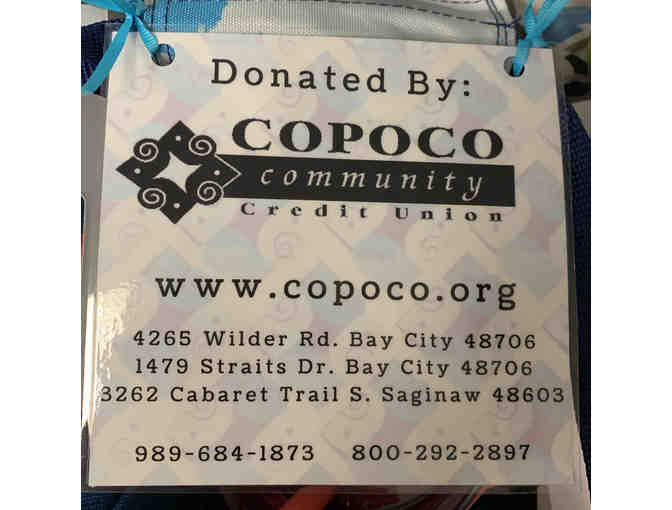 Donated By:
COPOCO
community
Credit Union
www.copoco.org
4265 Wilder Rd. Bay City 48706
1479 Straits Dr. Bay City 48706
3262 Cabaret Trail S. Saginaw 48603
989-684-1873 800-292-2897